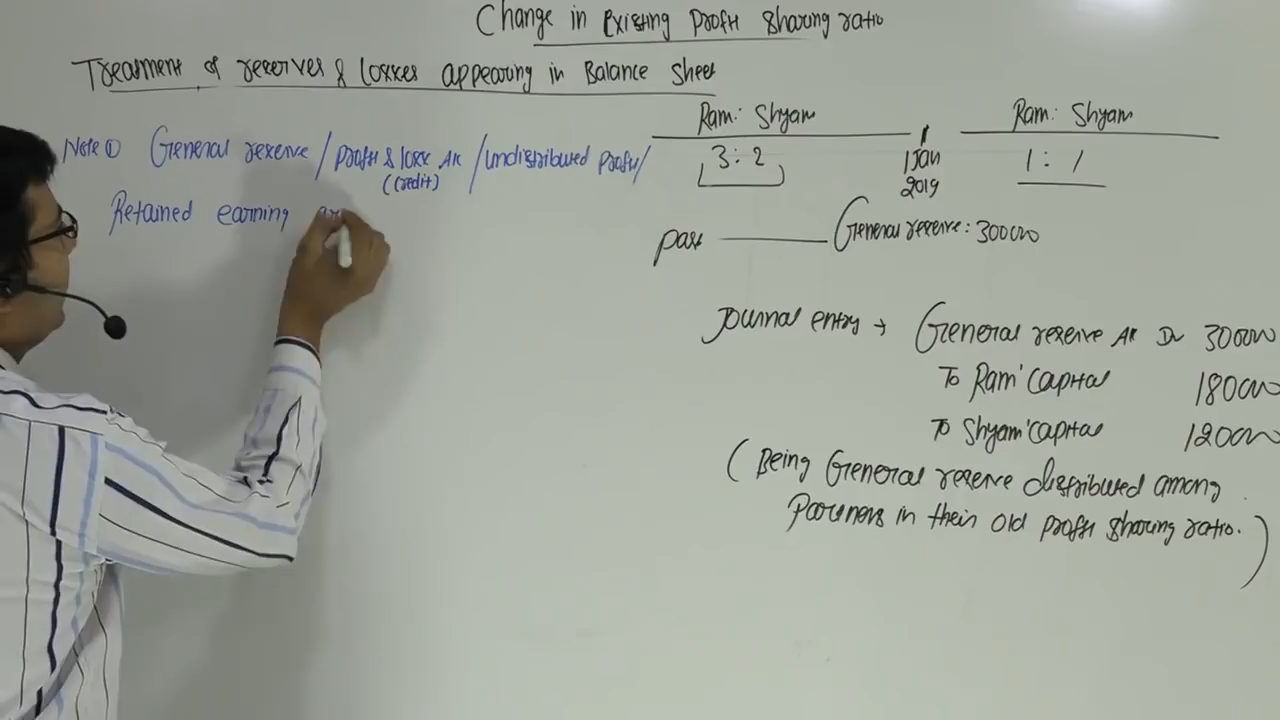 Change in Existing Profit sharing ratio
Treatment of reserves & losses appearing in Balance Sheet
Note ① General reserve / profit & loss A/c / undistributed profit /
(credit)
Retained earning are
Ram : Shyam
3 : 2
1 Jan
2019
Ram : Shyam
1 : 1
past General reserve : 300000
Journal entry → General reserve A/c Dr 300000
To Ram' Capital 180000
To Shyam' Capital 120000
( Being General reserve distributed among
Partners in their old profit sharing ratio. )